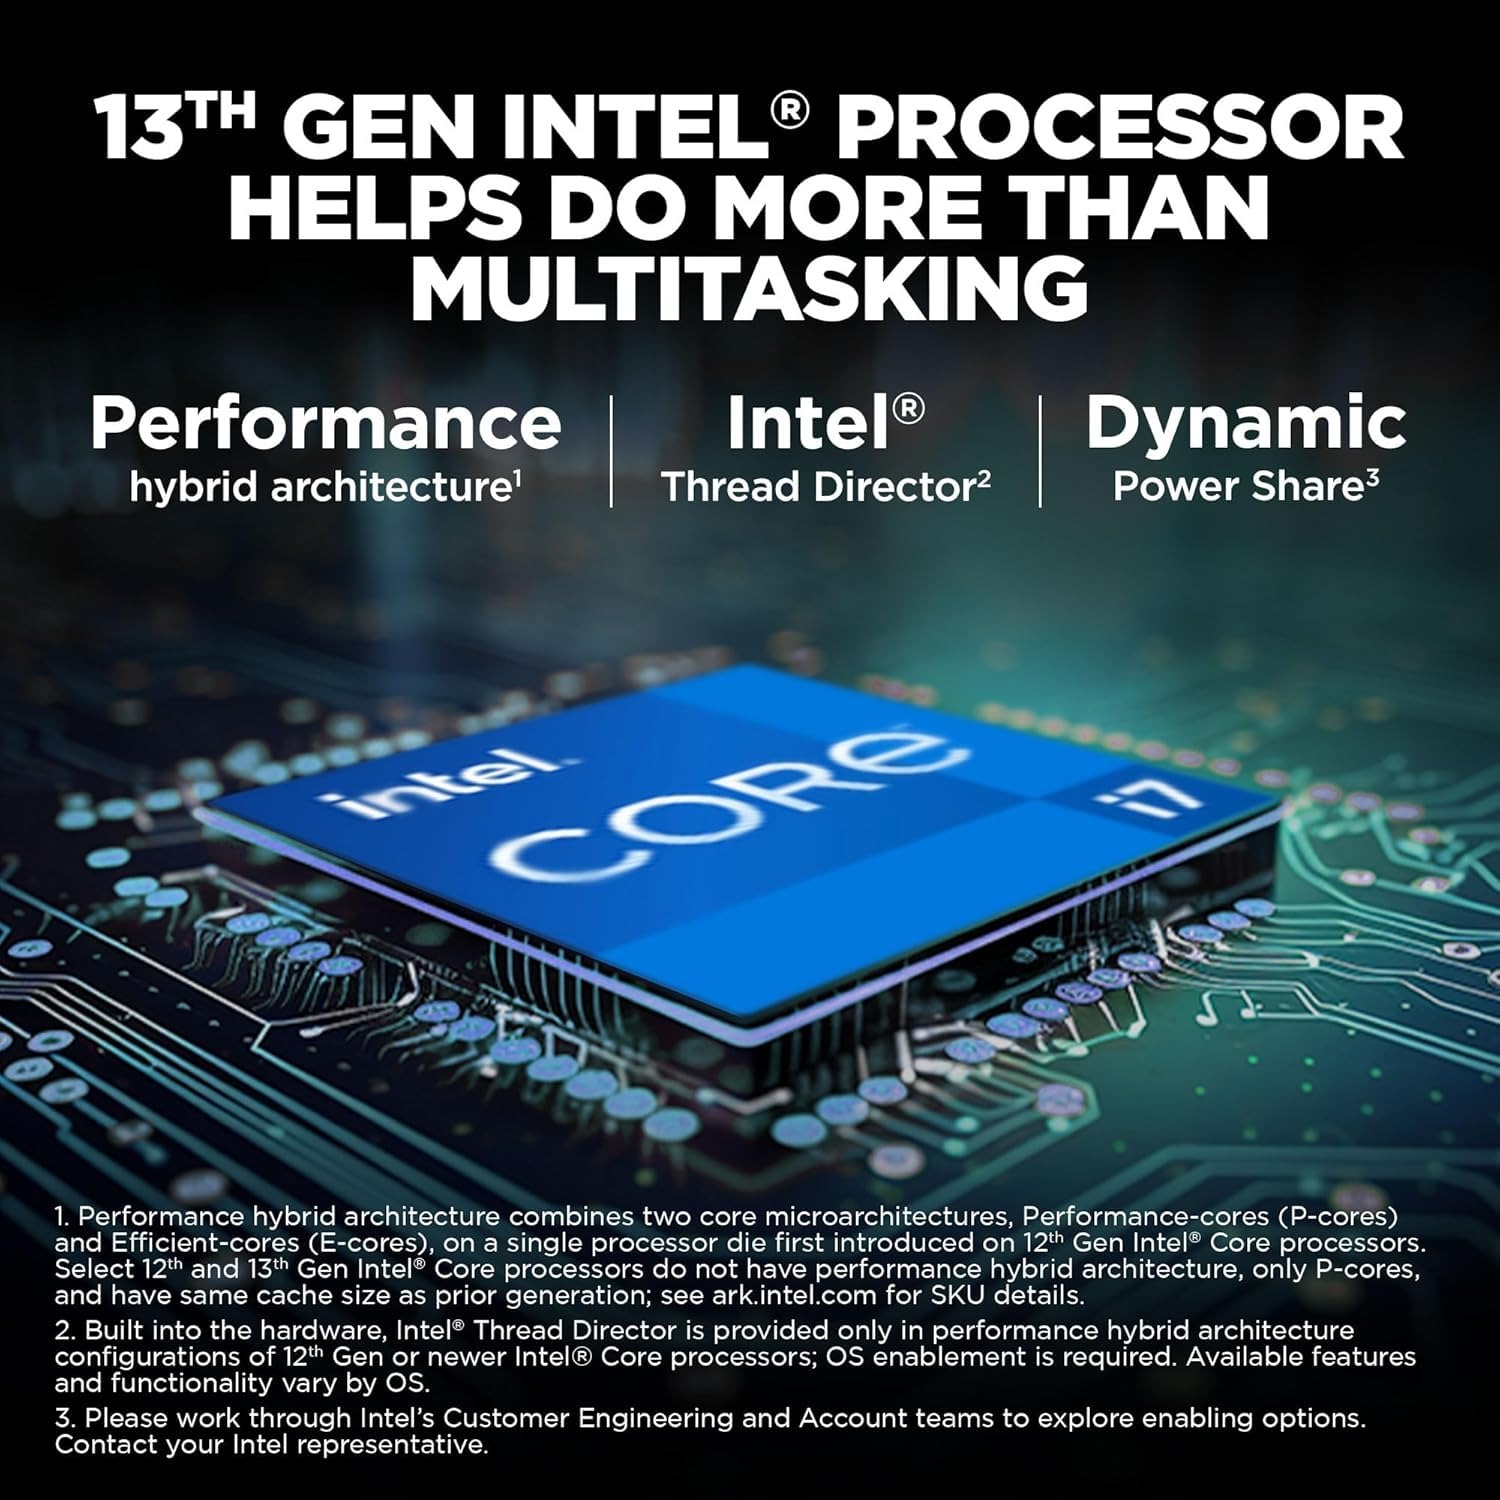 13TH GEN INTEL® PROCESSOR
HELPS DO MORE THAN
MULTITASKING
Performance
hybrid architecture¹
Intel®
Thread Director²
Dynamic
Power Share³
intel.
CORE
i7
1. Performance hybrid architecture combines two core microarchitectures, Performance-cores (P-cores)
and Efficient-cores (E-cores), on a single processor die first introduced on 12th Gen Intel® Core processors.
Select 12th and 13th Gen Intel® Core processors do not have performance hybrid architecture, only P-cores,
and have same cache size as prior generation; see ark.intel.com for SKU details.
2. Built into the hardware, Intel® Thread Director is provided only in performance hybrid architecture
configurations of 12th Gen or newer Intel® Core processors; OS enablement is required. Available features
and functionality vary by OS.
3. Please work through Intel's Customer Engineering and Account teams to explore enabling options.
Contact your Intel representative.